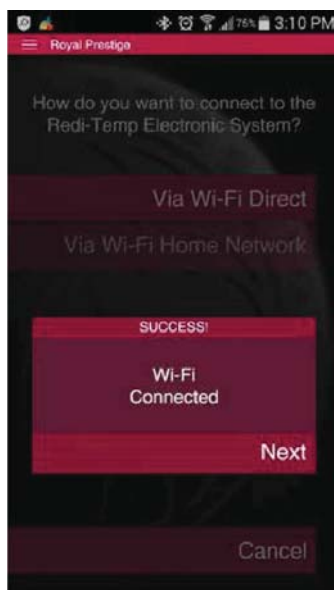 76% 3:10 PM
Royal Prestige
How do you want to connect to the
Redi-Temp Electronic System?
Via Wi-Fi Direct
Via Wi-Fi Home Network
SUCCESS!
Wi-Fi
Connected
Next
Cancel